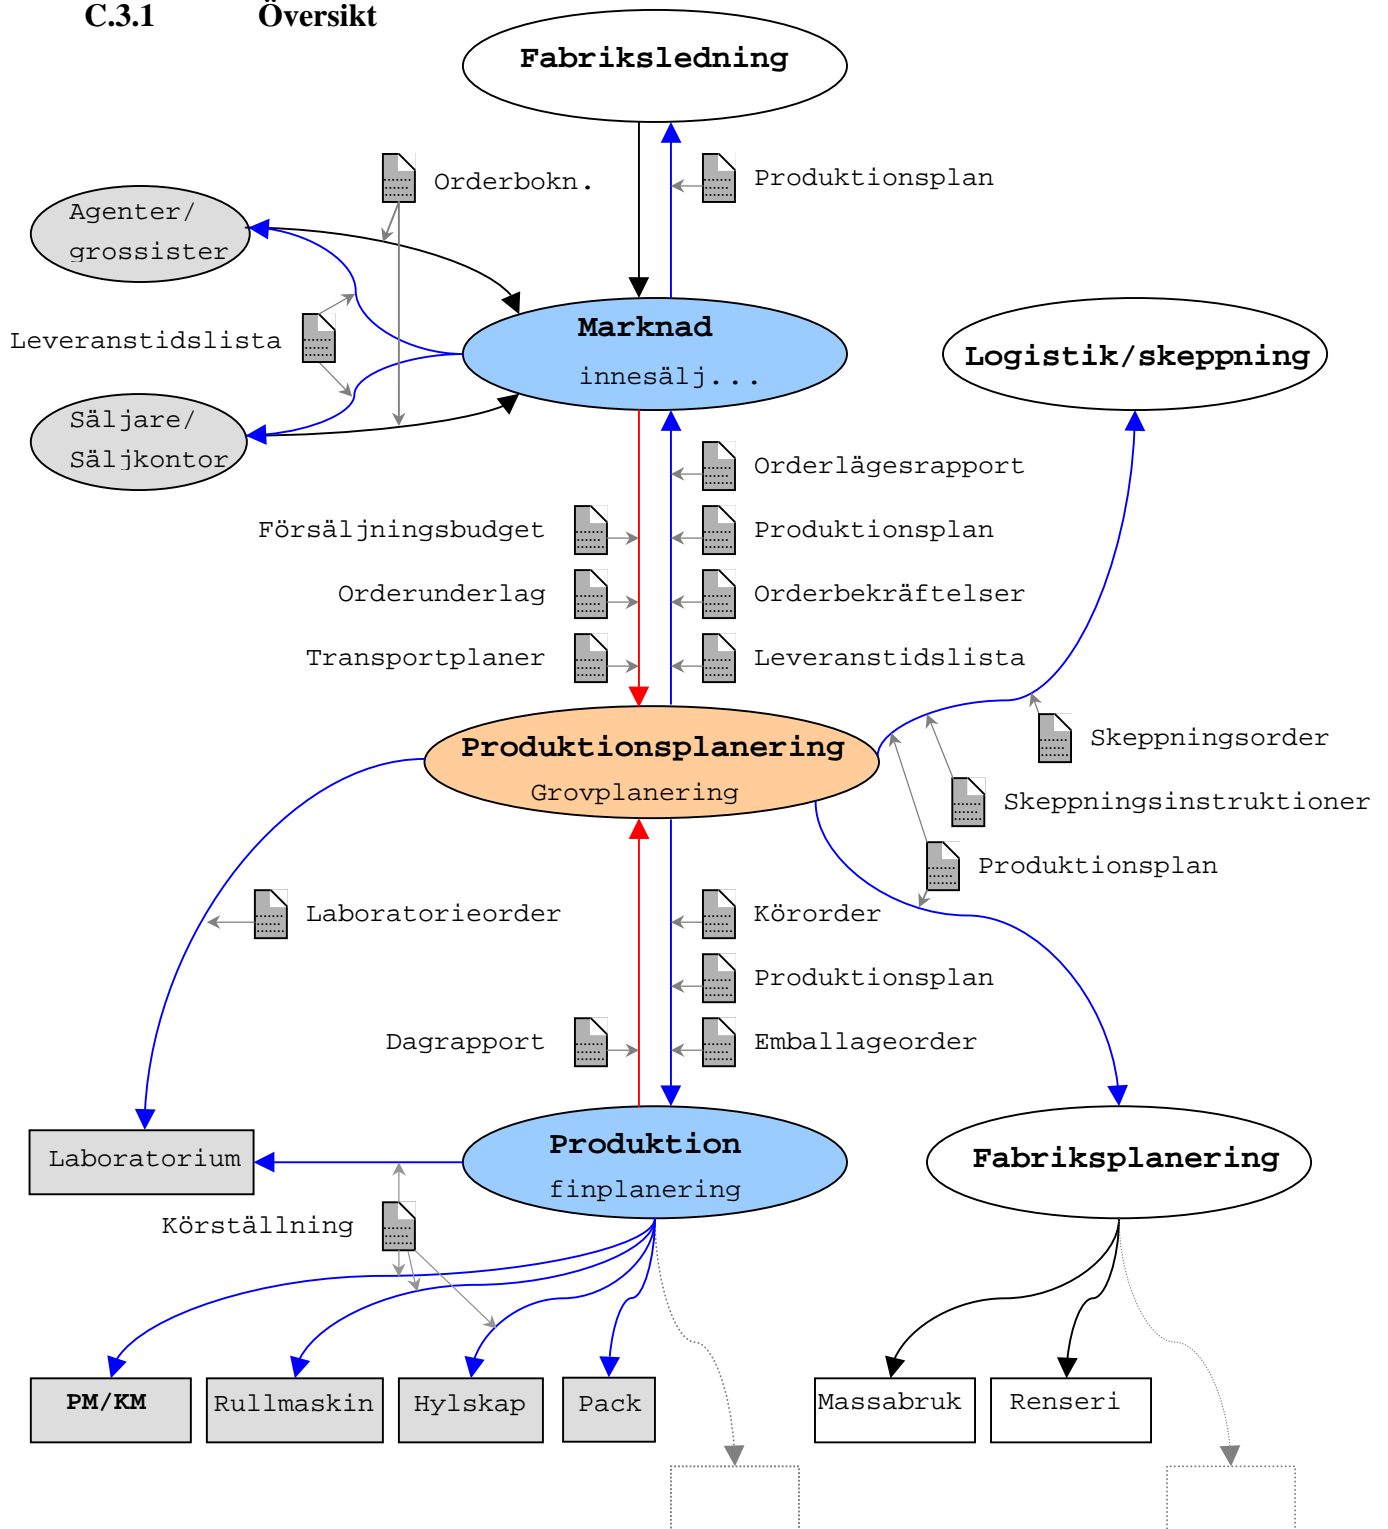 C.3.1 Översikt
Fabriksledning
Orderbokn.
Produktionsplan
Agenter/
grossister
Leveranstidslista
Marknad
innesälj...
Logistik/skeppning
Säljare/
Säljkontor
Orderlägesrapport
Försäljningsbudget
Produktionsplan
Orderunderlag
Orderbekräftelser
Transportplaner
Leveranstidslista
Produktionsplanering
Grovplanering
Skeppningsorder
Skeppningsinstruktioner
Produktionsplan
Laboratorieorder
Körorder
Produktionsplan
Dagrapport
Emballageorder
Laboratorium
Produktion
finplanering
Fabriksplanering
Körställning
PM/KM
Rullmaskin
Hylskap
Pack
Massabruk
Renseri